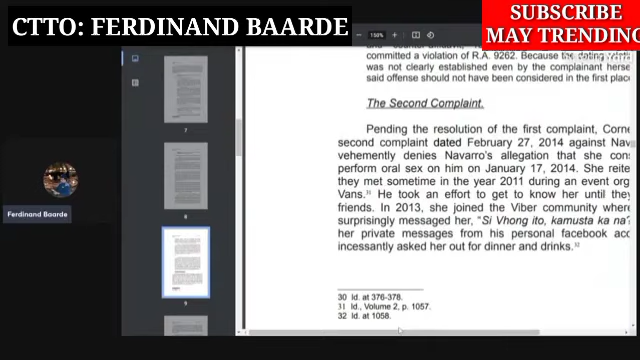 CTTO: FERDINAND BAARDE
SUBSCRIBE
MAY TRENDING
150%
committed a violation of R.A. 9262. Because the dating
was not clearly established even by the complainant herse
said offense should not have been considered in the first plac
The Second Complaint.
Pending the resolution of the first complaint, Corne
second complaint dated February 27, 2014 against Nav
vehemently denies Navarro's allegation that she con
perform oral sex on him on January 17, 2014. She reite
they met sometime in the year 2011 during an event org
Vans.31 He took an effort to get to know her until they
friends. In 2013, she joined the Viber community where
surprisingly messaged her, "Si Vhong ito, kamusta ka na?
her private messages from his personal facebook acc
incessantly asked her out for dinner and drinks.32
30 Id. at 376-378.
31 Id., Volume 2, p. 1057.
32 Id. at 1058.
7
8
9
Ferdinand Baarde